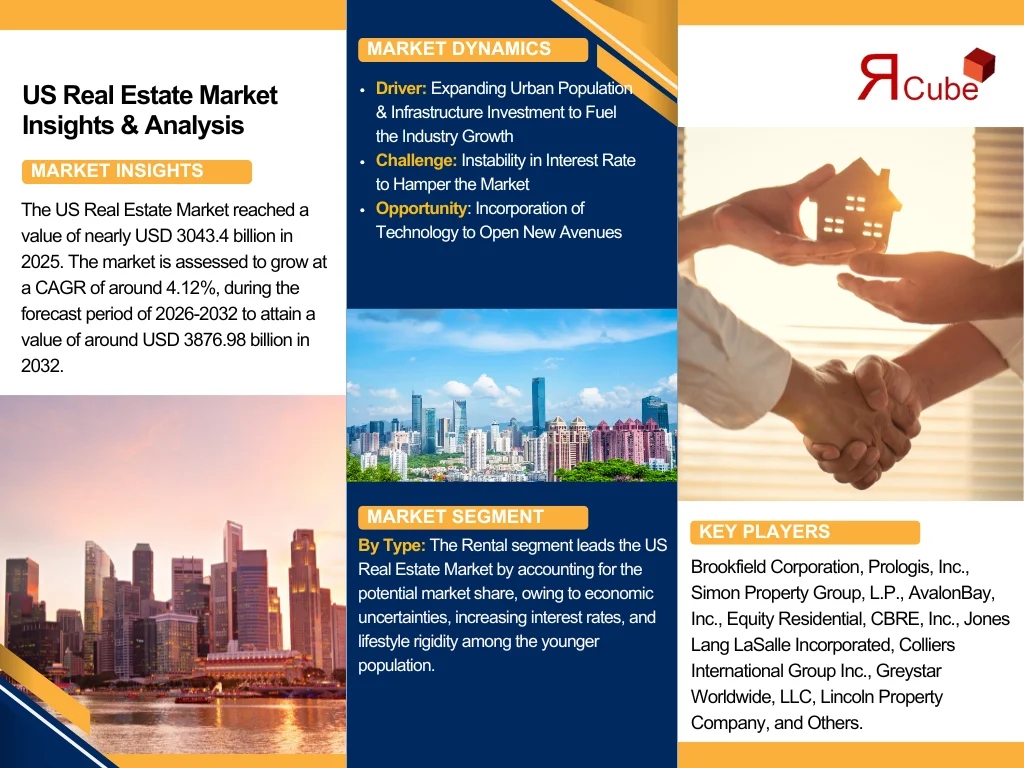 US Real Estate Market
Insights & Analysis
MARKET INSIGHTS
The US Real Estate Market reached a
value of nearly USD 3043.4 billion in
2025. The market is assessed to grow at
a CAGR of around 4.12%, during the
forecast period of 2026-2032 to attain a
value of around USD 3876.98 billion in
2032.
MARKET DYNAMICS
• Driver: Expanding Urban Population
& Infrastructure Investment to Fuel
the Industry Growth
• Challenge: Instability in Interest Rate
to Hamper the Market
• Opportunity: Incorporation of
Technology to Open New Avenues
MARKET SEGMENT
By Type: The Rental segment leads the US
Real Estate Market by accounting for the
potential market share, owing to economic
uncertainties, increasing interest rates, and
lifestyle rigidity among the younger
population.
ЯCube
KEY PLAYERS
Brookfield Corporation, Prologis, Inc.,
Simon Property Group, L.P., AvalonBay,
Inc., Equity Residential, CBRE, Inc., Jones
Lang LaSalle Incorporated, Colliers
International Group Inc., Greystar
Worldwide, LLC, Lincoln Property
Company, and Others.